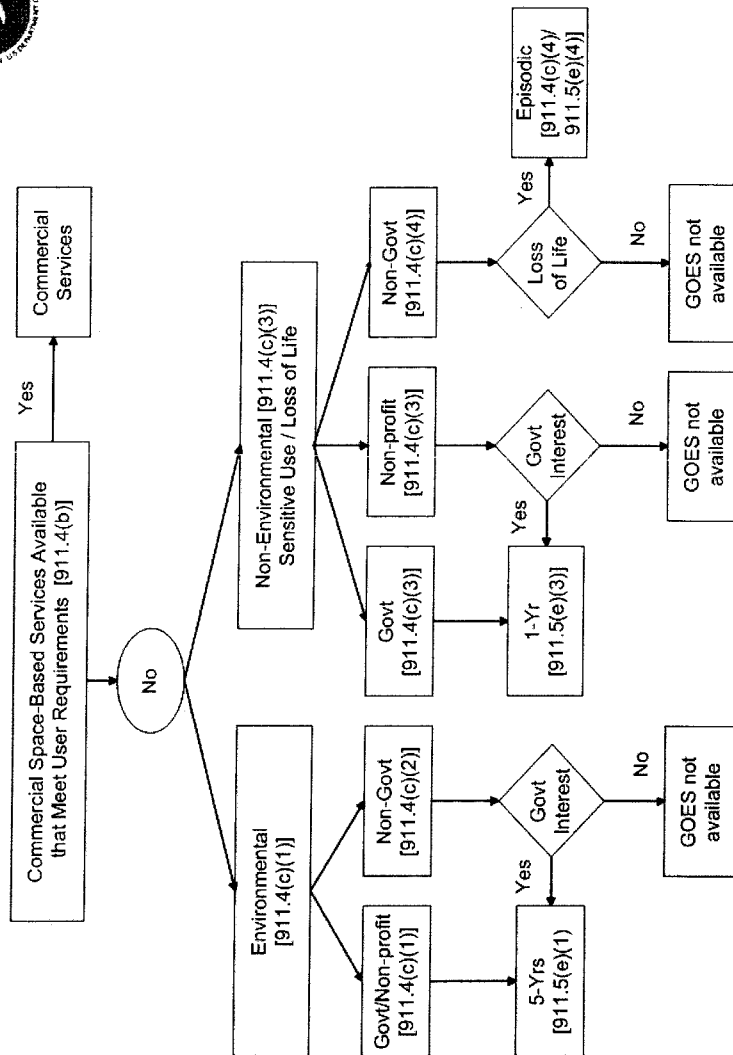 U.S. DEPARTMENT
Commercial Space-Based Services Available
that Meet User Requirements [911.4(b)]
Yes
Commercial
Services
No
Environmental
[911.4(c)(1)]
Non-Environmental [911.4(c)(3)]
Sensitive Use / Loss of Life
Govt/Non-profit
[911.4(c)(1)]
Non-Govt
[911.4(c)(2)]
Govt
[911.4(c)(3)]
Non-profit
[911.4(c)(3)]
Non-Govt
[911.4(c)(4)]
5-Yrs
[911.5(e)(1)
Yes
Govt
Interest
No
GOES not
available
1-Yr
[911.5(e)(3)]
Yes
Govt
Interest
No
GOES not
available
Loss
of Life
Yes
Episodic
[911.4(c)(4)/
911.5(e)(4)]
No
GOES not
available